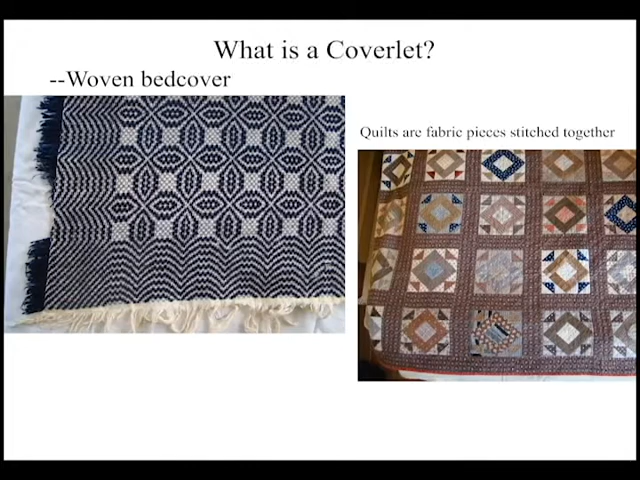 What is a Coverlet?
--Woven bedcover
Quilts are fabric pieces stitched together